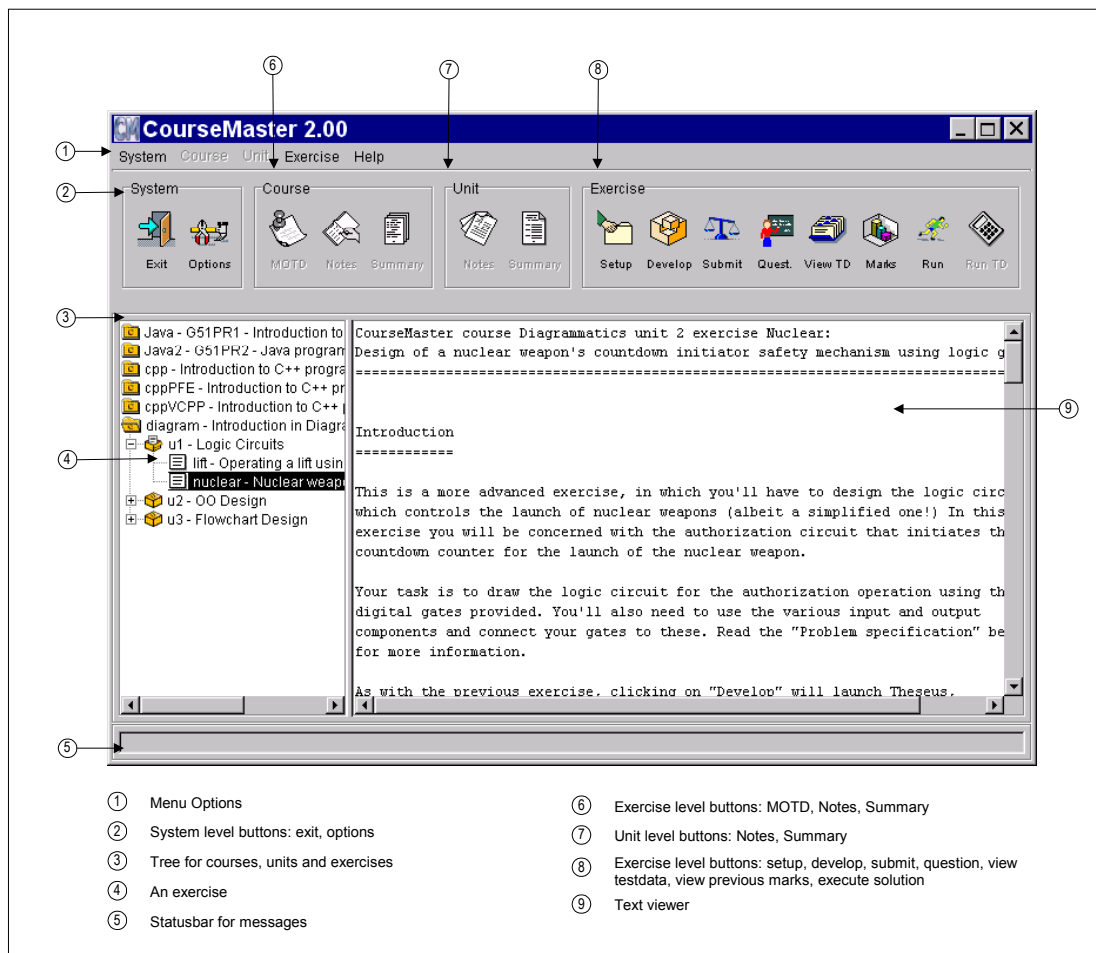 6 7 8
CourseMaster 2.00
1 System Course Unit Exercise Help
2 System Course Unit Exercise
Exit Options MOTD Notes Summary Notes Summary Setup Develop Submit Quest. View TD Marks Run Run TD
3
Java - G51PR1 - Introduction to
Java2 - G51PR2 - Java program
cpp - Introduction to C++ progra
cppPFE - Introduction to C++ pr
cppVCPP - Introduction to C++
diagram - Introduction in Diagra
u1 - Logic Circuits
4 lift - Operating a lift usin
nuclear - Nuclear weap
u2 - OO Design
u3 - Flowchart Design
CourseMaster course Diagrammatics unit 2 exercise Nuclear:
Design of a nuclear weapon's countdown initiator safety mechanism using logic g
===============================================================================
9
Introduction
============
This is a more advanced exercise, in which you'll have to design the logic circ
which controls the launch of nuclear weapons (albeit a simplified one!) In this
exercise you will be concerned with the authorization circuit that initiates th
countdown counter for the launch of the nuclear weapon.
Your task is to draw the logic circuit for the authorization operation using th
digital gates provided. You'll also need to use the various input and output
components and connect your gates to these. Read the "Problem specification" be
for more information.
As with the previous exercise, clicking on "Develop" will launch Theseus,
5
1 Menu Options
2 System level buttons: exit, options
3 Tree for courses, units and exercises
4 An exercise
5 Statusbar for messages
6 Exercise level buttons: MOTD, Notes, Summary
7 Unit level buttons: Notes, Summary
8 Exercise level buttons: setup, develop, submit, question, view
testdata, view previous marks, execute solution
9 Text viewer